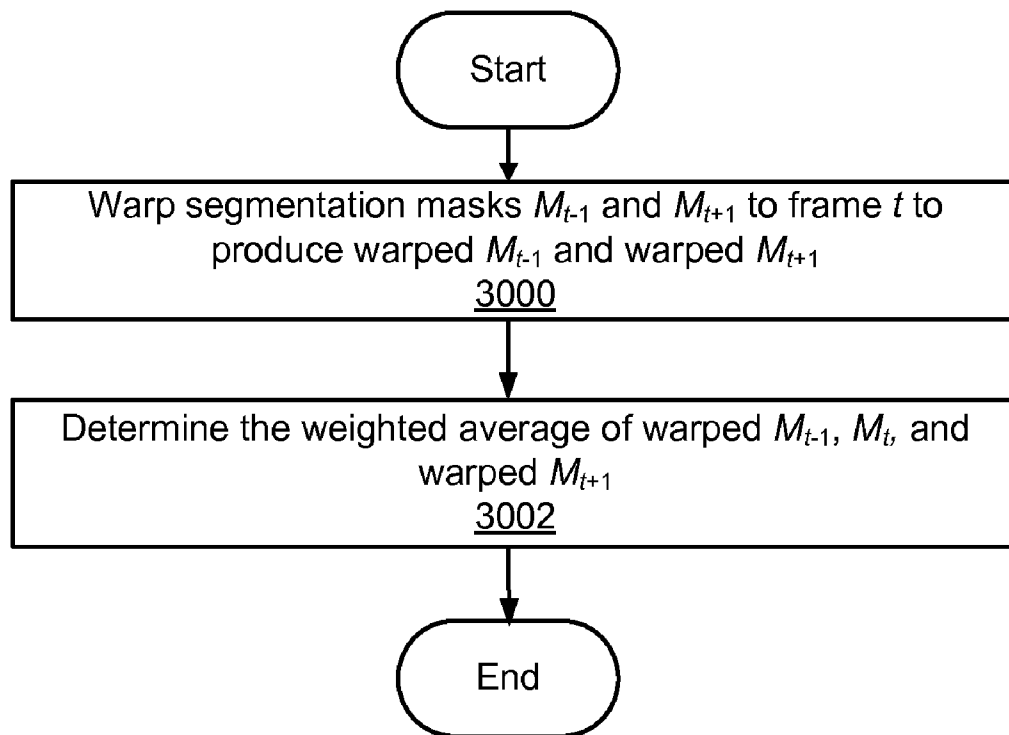 Start
Warp segmentation masks Mt-1 and Mt+1 to frame t to
produce warped Mt-1 and warped Mt+1
3000
Determine the weighted average of warped Mt-1, Mt, and
warped Mt+1
3002
End